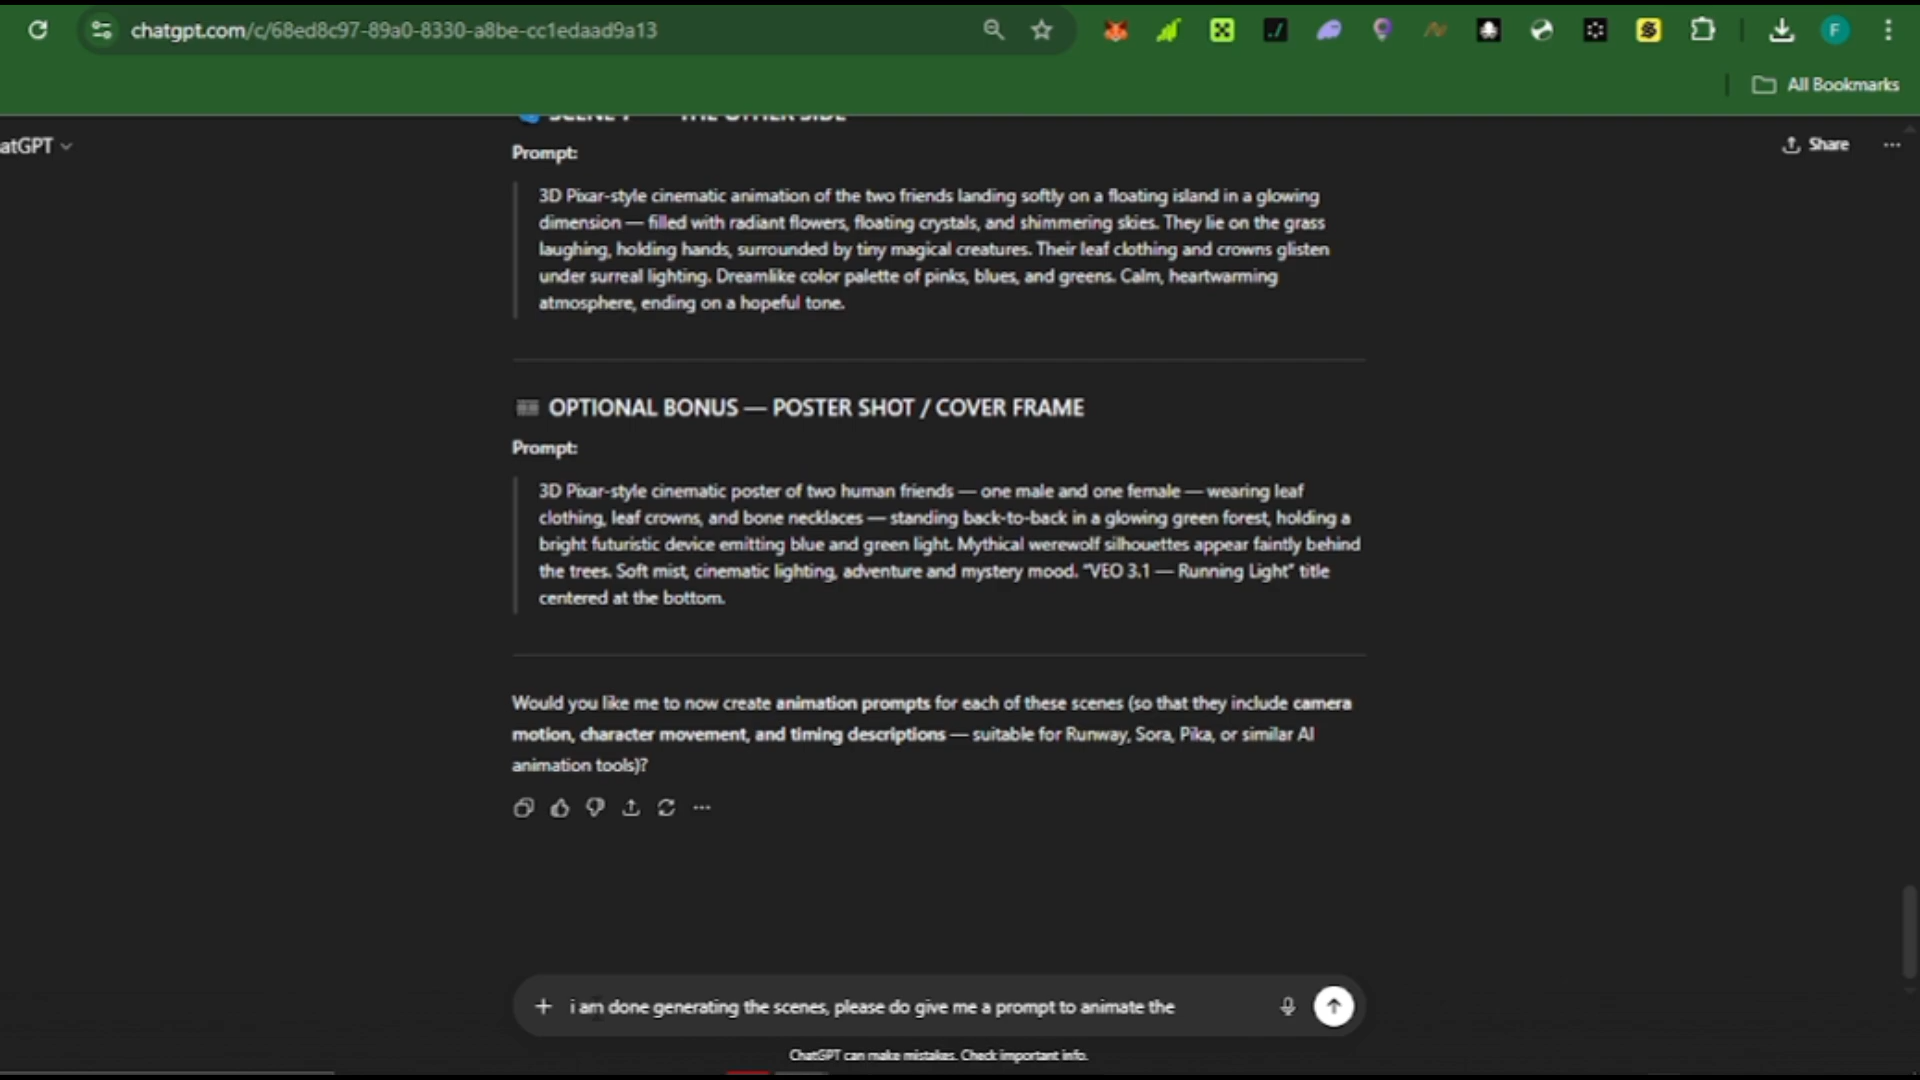 chatgpt.com/c/68ed8c97-89a0-8330-a8be-cc1edaad9a13
F
All Bookmarks
THE OTHER SIDE
atGPT
Share
Prompt:
3D Pixar-style cinematic animation of the two friends landing softly on a floating island in a glowing
dimension — filled with radiant flowers, floating crystals, and shimmering skies. They lie on the grass
laughing, holding hands, surrounded by tiny magical creatures. Their leaf clothing and crowns glisten
under surreal lighting. Dreamlike color palette of pinks, blues, and greens. Calm, heartwarming
atmosphere, ending on a hopeful tone.
OPTIONAL BONUS — POSTER SHOT / COVER FRAME
Prompt:
3D Pixar-style cinematic poster of two human friends — one male and one female — wearing leaf
clothing, leaf crowns, and bone necklaces — standing back-to-back in a glowing green forest, holding a
bright futuristic device emitting blue and green light. Mythical werewolf silhouettes appear faintly behind
the trees. Soft mist, cinematic lighting, adventure and mystery mood. “VEO 3.1 — Running Light” title
centered at the bottom.
Would you like me to now create animation prompts for each of these scenes (so that they include camera
motion, character movement, and timing descriptions — suitable for Runway, Sora, Pika, or similar AI
animation tools)?
i am done generating the scenes, please do give me a prompt to animate the
ChatGPT can make mistakes. Check important info.